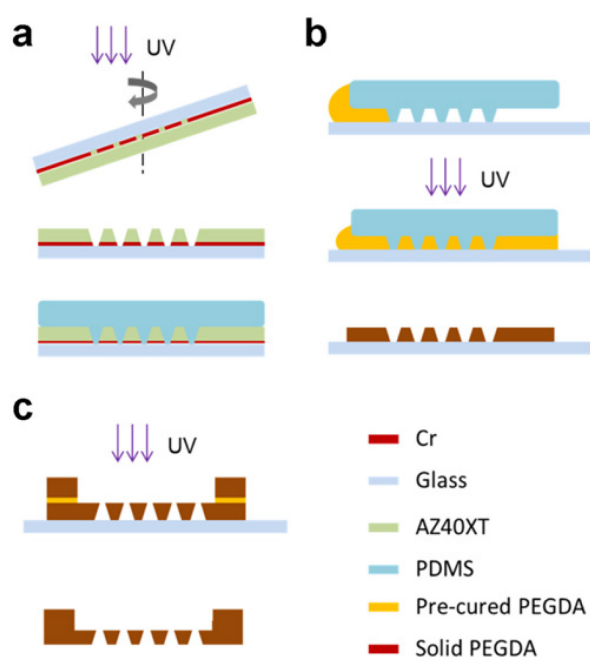 a
UV
b
UV
c
UV
Cr
Glass
AZ40XT
PDMS
Pre-cured PEGDA
Solid PEGDA